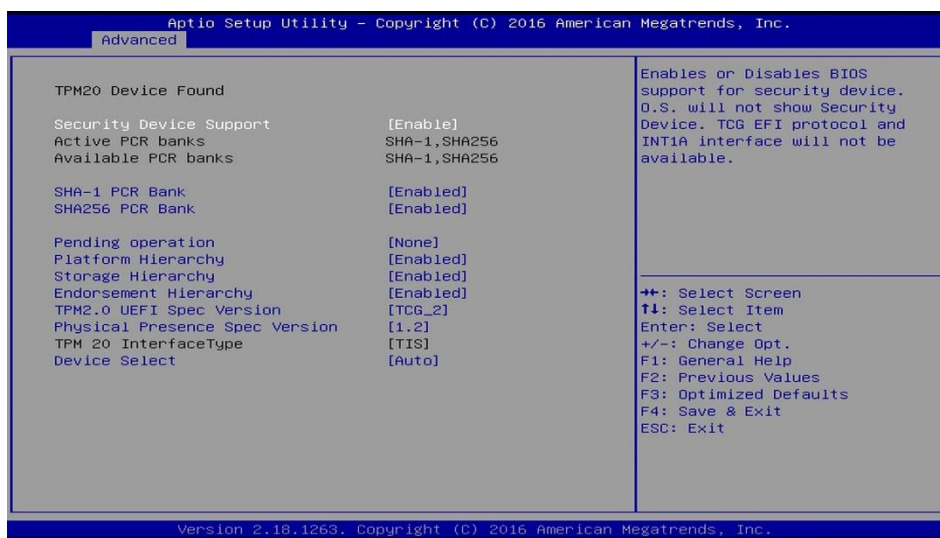 Aptio Setup Utility – Copyright (C) 2016 American Megatrends, Inc.
Advanced
TPM20 Device Found
Security Device Support [Enable]
Active PCR banks SHA-1,SHA256
Available PCR banks SHA-1,SHA256
SHA-1 PCR Bank [Enabled]
SHA256 PCR Bank [Enabled]
Pending operation [None]
Platform Hierarchy [Enabled]
Storage Hierarchy [Enabled]
Endorsement Hierarchy [Enabled]
TPM2.0 UEFI Spec Version [TCG_2]
Physical Presence Spec Version [1.2]
TPM 20 InterfaceType [TIS]
Device Select [Auto]
Enables or Disables BIOS
support for security device.
O.S. will not show Security
Device. TCG EFI protocol and
INT1A interface will not be
available.
→←: Select Screen
↑↓: Select Item
Enter: Select
+/-: Change Opt.
F1: General Help
F2: Previous Values
F3: Optimized Defaults
F4: Save & Exit
ESC: Exit
Version 2.18.1263. Copyright (C) 2016 American Megatrends, Inc.